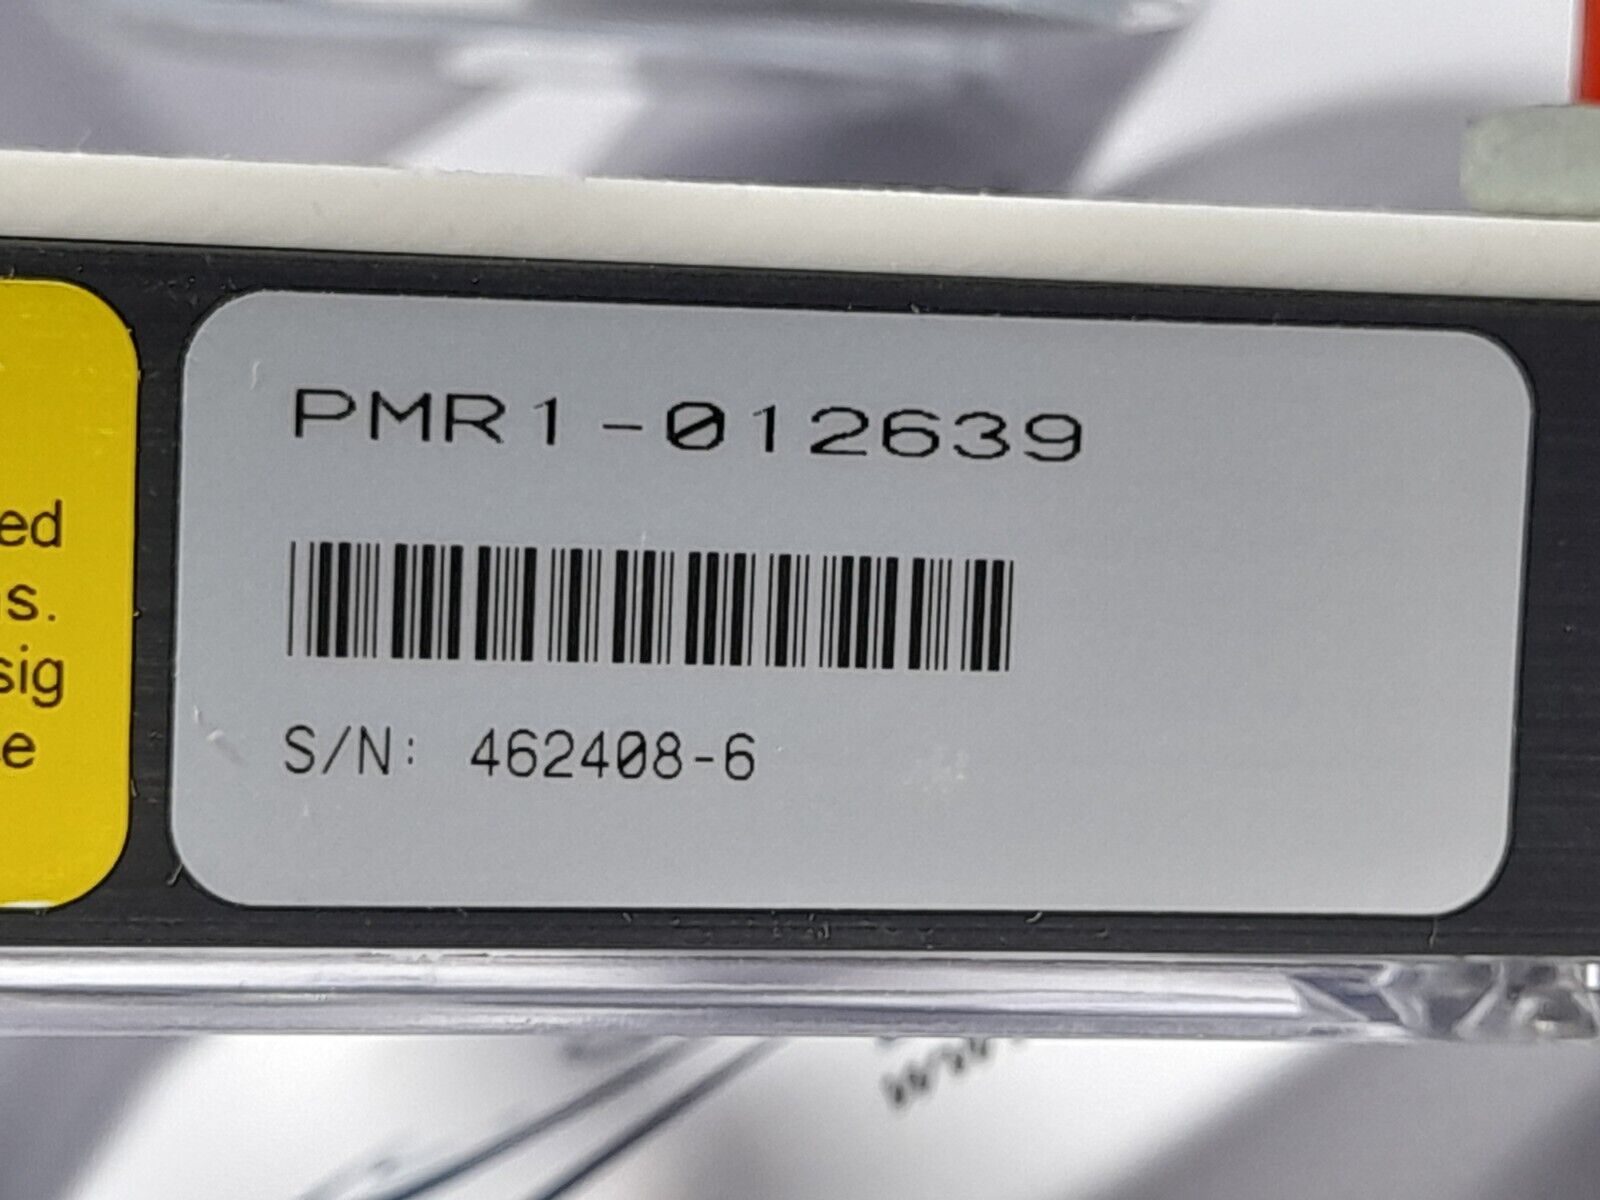 PMR1-012639
S/N: 462408-6
ed
s.
sig
e